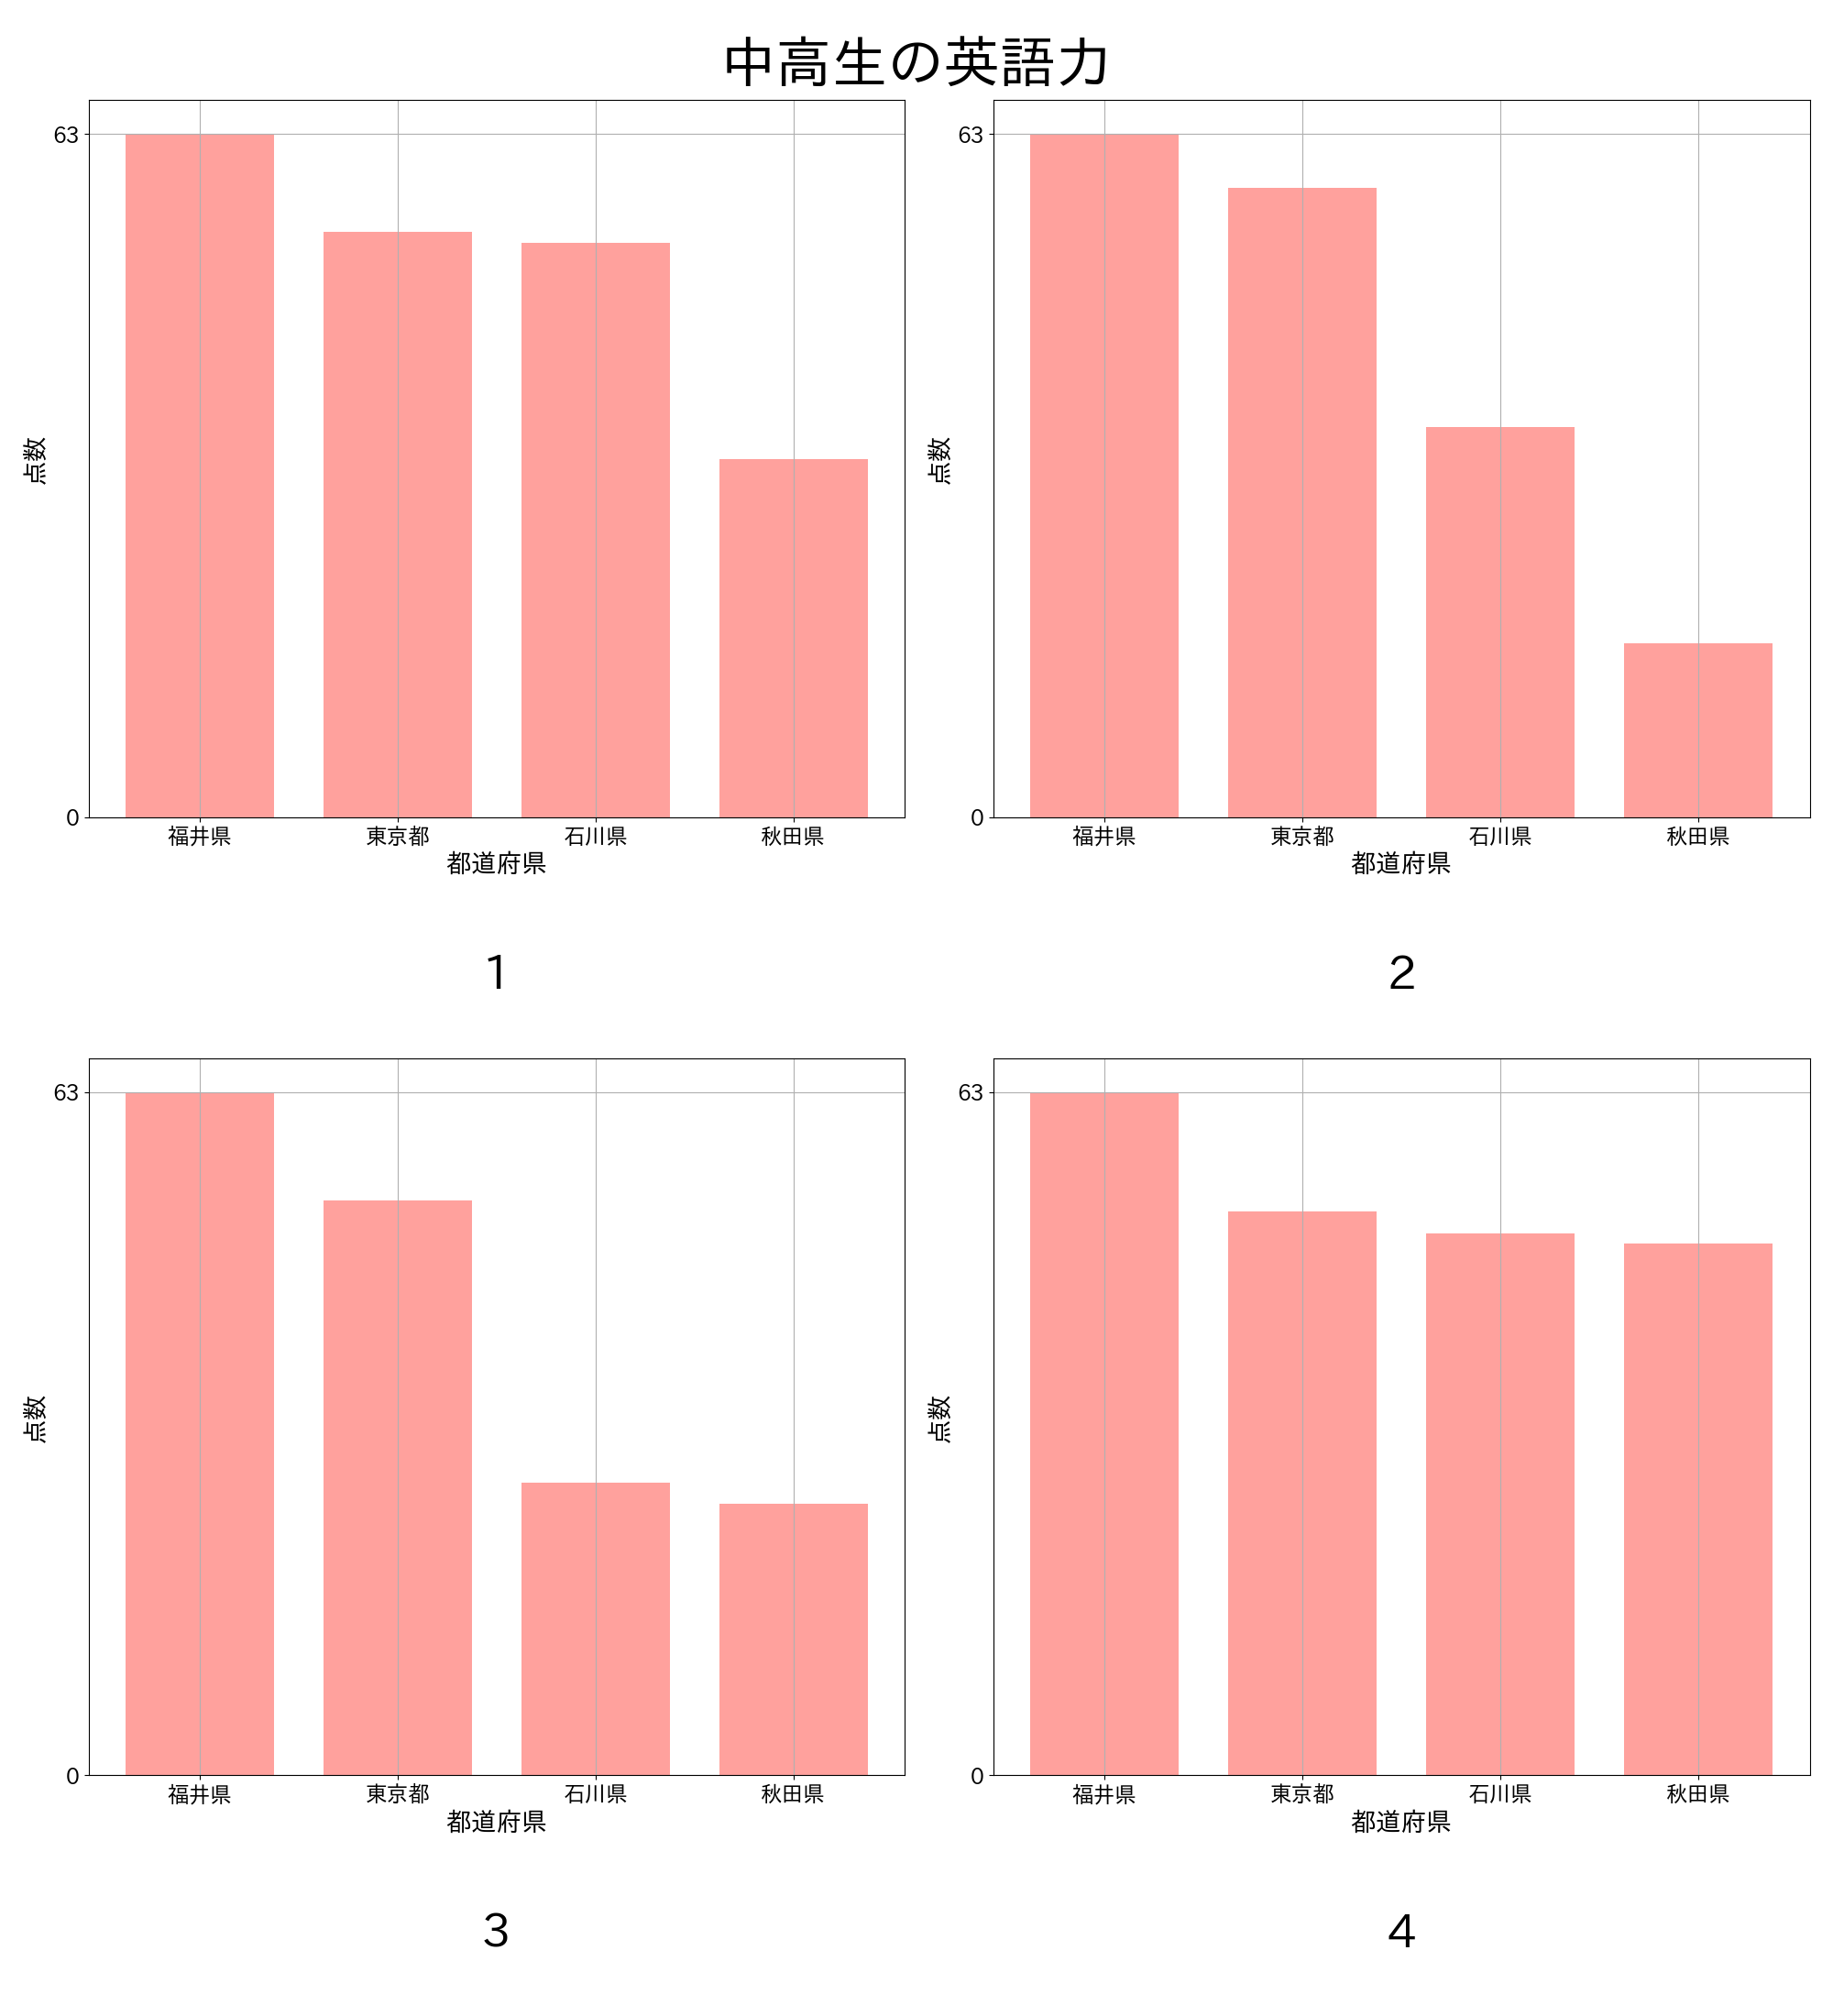 中高生の英語力
63
0
点数
福井県 東京都 石川県 秋田県
都道府県
1
63
0
点数
福井県 東京都 石川県 秋田県
都道府県
2
63
0
点数
福井県 東京都 石川県 秋田県
都道府県
3
63
0
点数
福井県 東京都 石川県 秋田県
都道府県
4